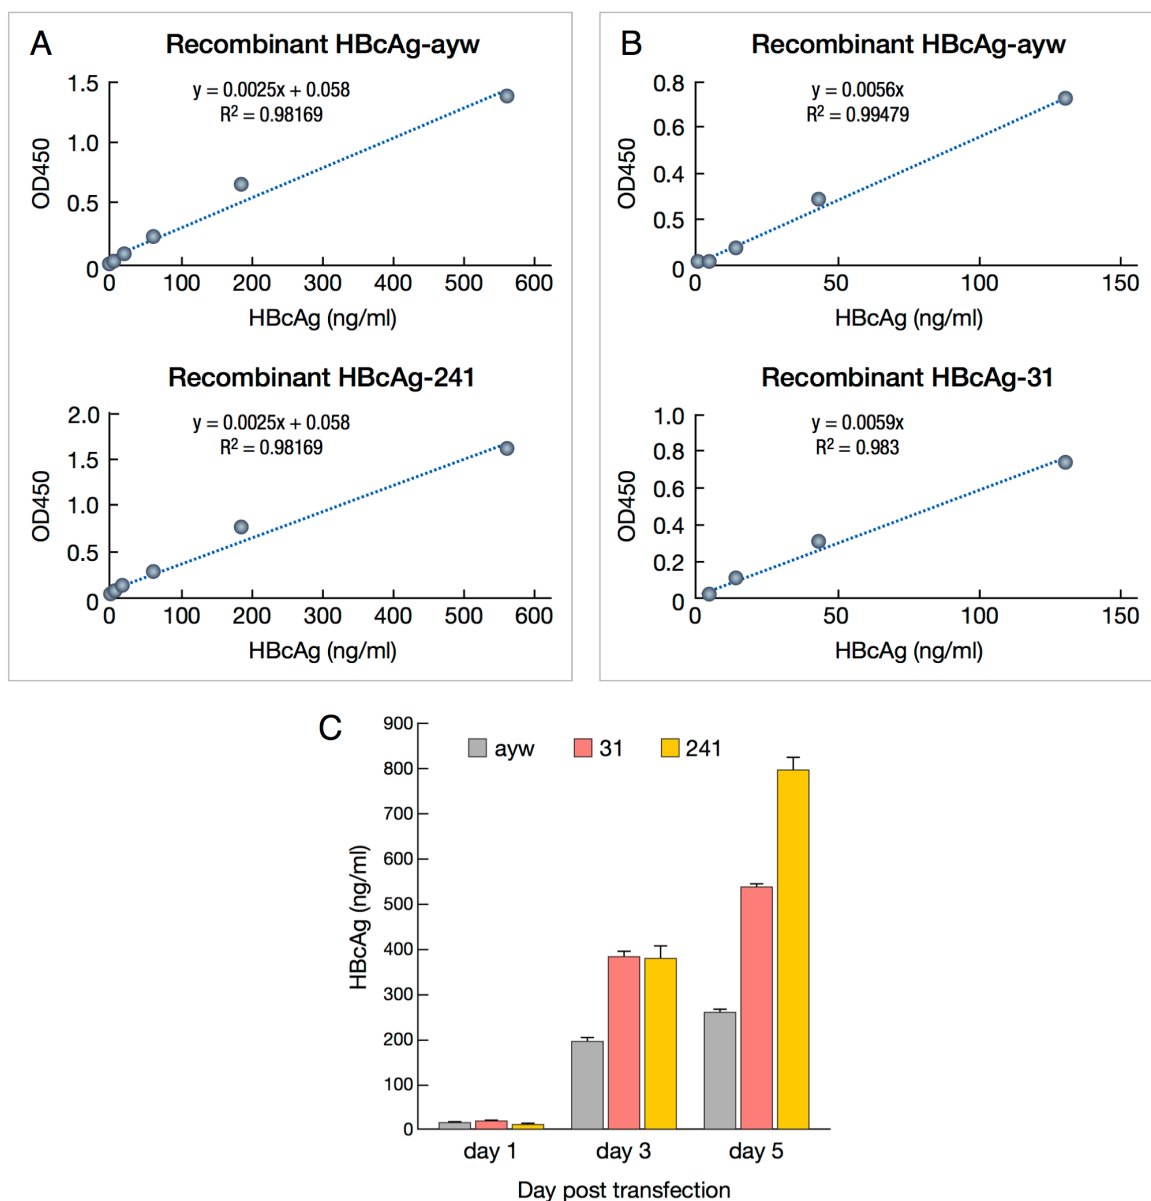 A
Recombinant HBcAg-ayw
y = 0.0025x + 0.058
R² = 0.98169
1.5
1.0
0.5
0
OD450
0 100 200 300 400 500 600
HBcAg (ng/ml)
Recombinant HBcAg-241
y = 0.0025x + 0.058
R² = 0.98169
2.0
1.5
1.0
0.5
0
OD450
0 100 200 300 400 500 600
HBcAg (ng/ml)
B
Recombinant HBcAg-ayw
y = 0.0056x
R² = 0.99479
0.8
0.6
0.4
0.5
0
OD450
0 50 100 150
HBcAg (ng/ml)
Recombinant HBcAg-31
y = 0.0059x
R² = 0.983
1.0
0.8
0.6
0.4
0.2
0
OD450
0 50 100 150
HBcAg (ng/ml)
C
ayw 31 241
900
800
700
600
500
400
300
200
100
0
HBcAg (ng/ml)
day 1 day 3 day 5
Day post transfection